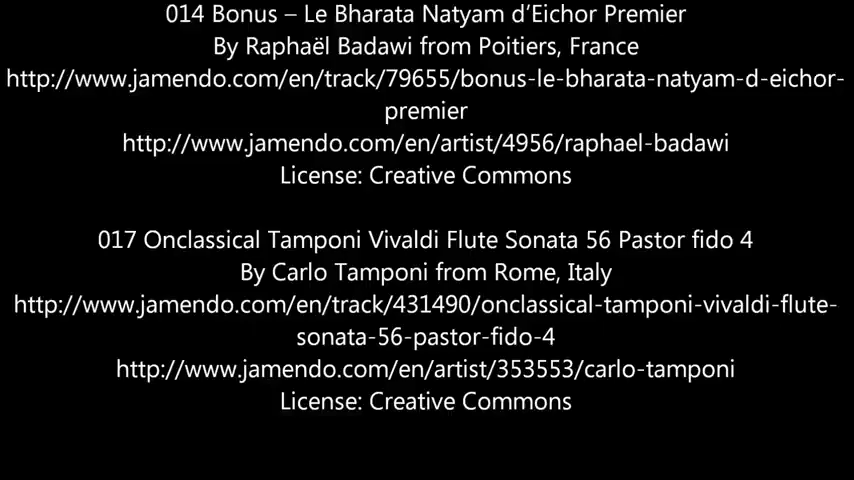 014 Bonus – Le Bharata Natyam d’Eichor Premier
By Raphaël Badawi from Poitiers, France
http://www.jamendo.com/en/track/79655/bonus-le-bharata-natyam-d-eichor-
premier
http://www.jamendo.com/en/artist/4956/raphael-badawi
License: Creative Commons
017 Onclassical Tamponi Vivaldi Flute Sonata 56 Pastor fido 4
By Carlo Tamponi from Rome, Italy
http://www.jamendo.com/en/track/431490/onclassical-tamponi-vivaldi-flute-
sonata-56-pastor-fido-4
http://www.jamendo.com/en/artist/353553/carlo-tamponi
License: Creative Commons